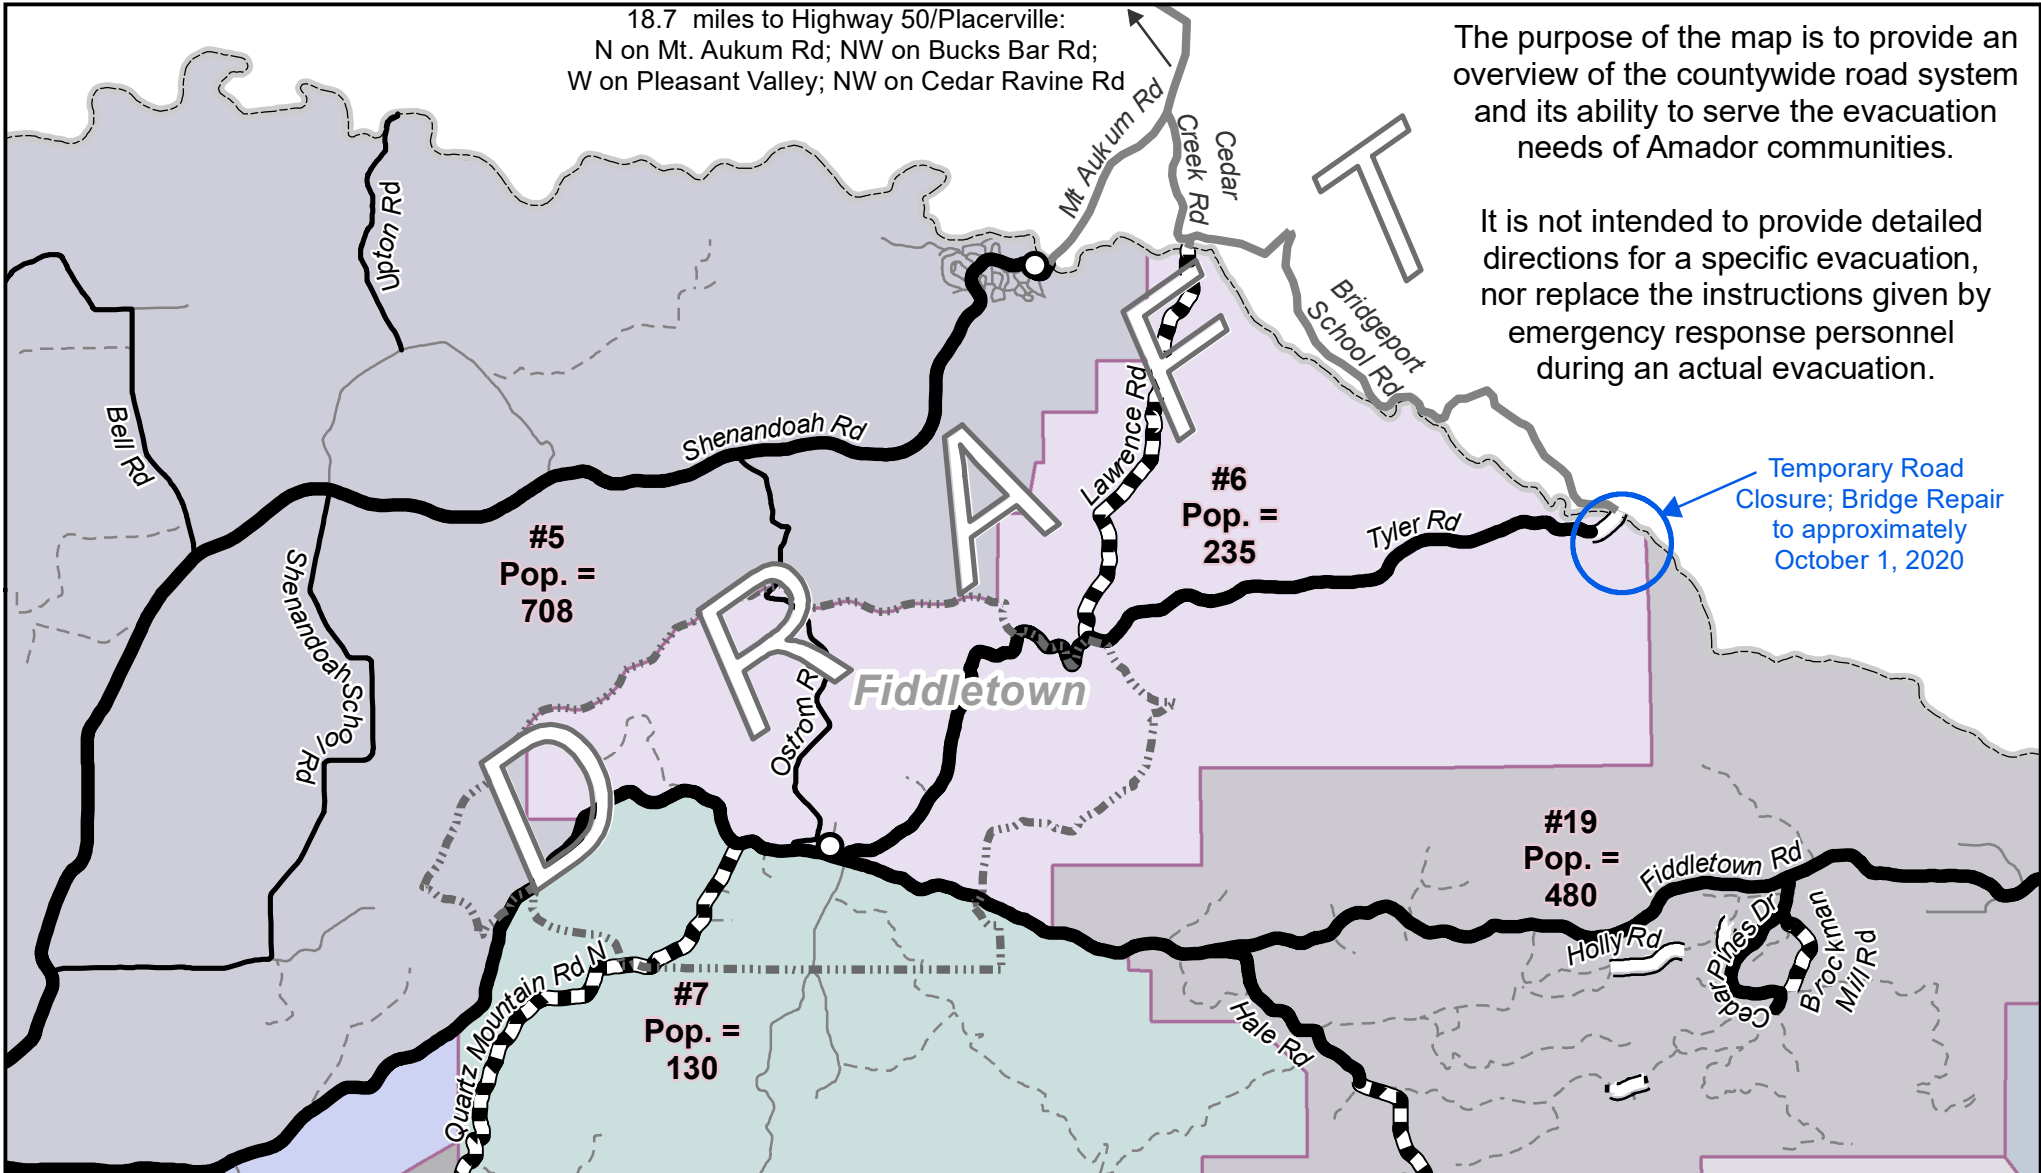 18.7 miles to Highway 50/Placerville:
N on Mt. Aukum Rd; NW on Bucks Bar Rd;
W on Pleasant Valley; NW on Cedar Ravine Rd
The purpose of the map is to provide an
overview of the countywide road system
and its ability to serve the evacuation
needs of Amador communities.
It is not intended to provide detailed
directions for a specific evacuation,
nor replace the instructions given by
emergency response personnel
during an actual evacuation.
Mt Aukum Rd
Cedar
Creek Rd
Bridgeport
School Rd
Upton Rd
Bell Rd
Shenandoah Rd
Lawrence Rd
Tyler Rd
Temporary Road
Closure; Bridge Repair
to approximately
October 1, 2020
#5
Pop. =
708
#6
Pop. =
235
DRAFT
Shenandoah School Rd
Ostrom R
Fiddletown
#19
Pop. =
480
Fiddletown Rd
Holly Rd
Cedar Pines Dr
Brockman
Mill Rd
Quartz Mountain Rd N
#7
Pop. =
130
Hale Rd